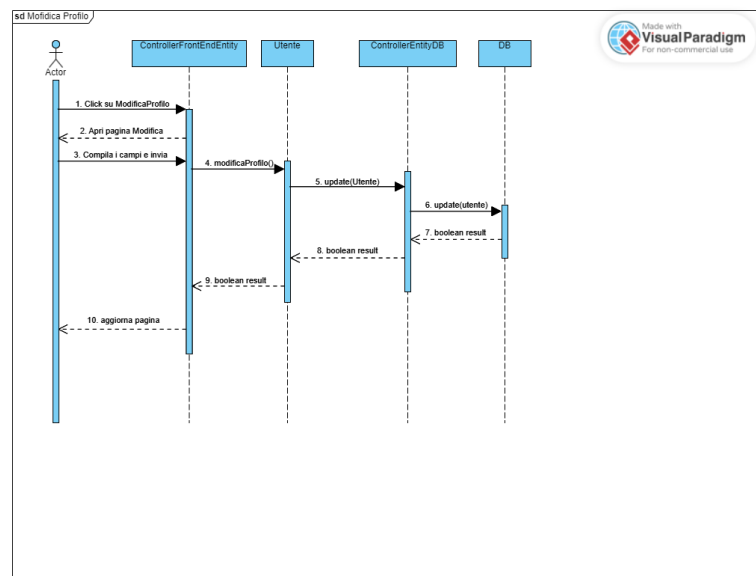 sd Mofidica Profilo
Made with
Visual Paradigm
For non-commercial use
ControllerFrontEndEntity
Utente
ControllerEntityDB
DB
Actor
1. Click su ModificaProfilo
2. Apri pagina Modifica
3. Compila i campi e invia
4. modificaProfilo()
5. update(Utente)
6. update(utente)
7. boolean result
8. boolean result
9. boolean result
10. aggiorna pagina